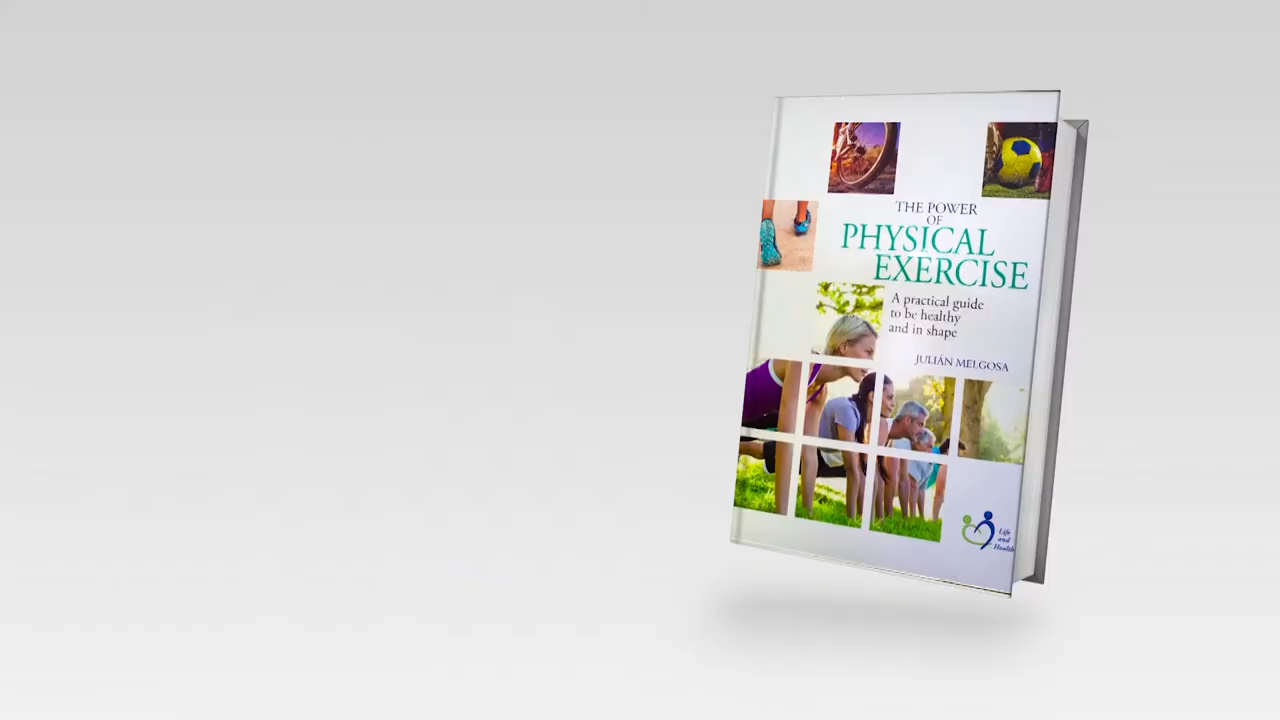 THE POWER
OF
PHYSICAL
EXERCISE
A practical guide
to be healthy
and in shape
JULIÁN MELGOSA
Life
and
Health